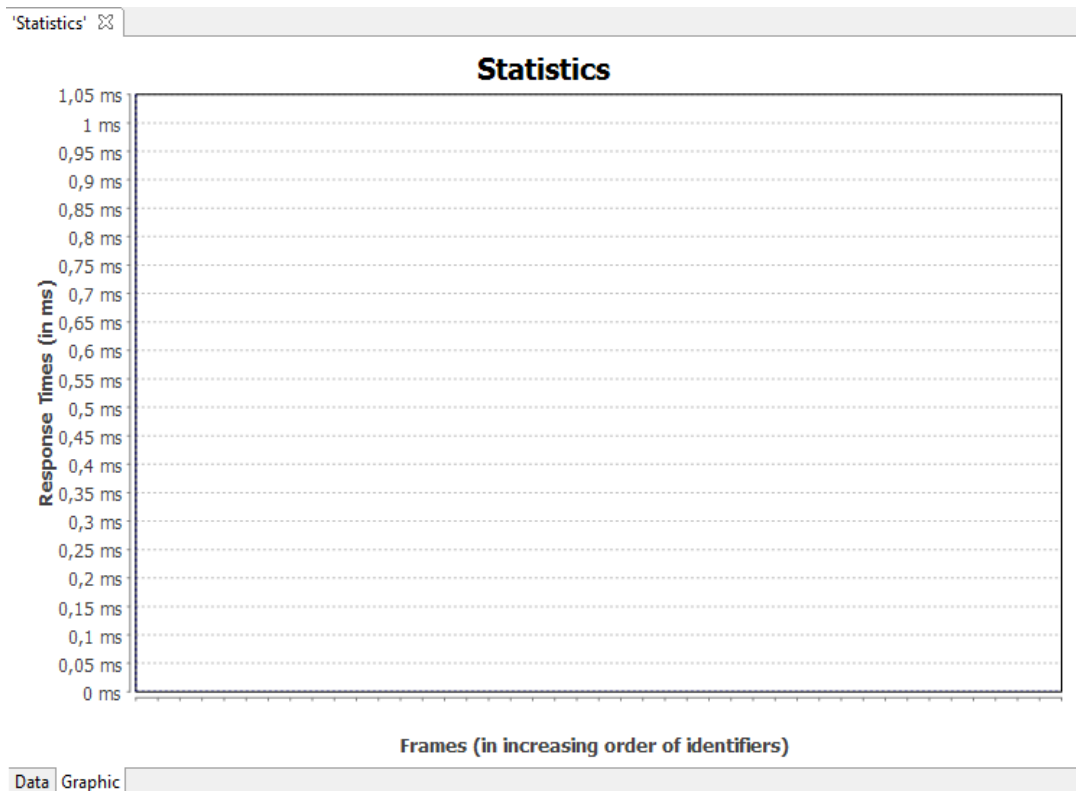 'Statistics'
Statistics
1,05 ms
1 ms
0,95 ms
0,9 ms
0,85 ms
0,8 ms
0,75 ms
0,7 ms
0,65 ms
0,6 ms
0,55 ms
0,5 ms
0,45 ms
0,4 ms
0,35 ms
0,3 ms
0,25 ms
0,2 ms
0,15 ms
0,1 ms
0,05 ms
0 ms
Response Times (in ms)
Frames (in increasing order of identifiers)
Data Graphic